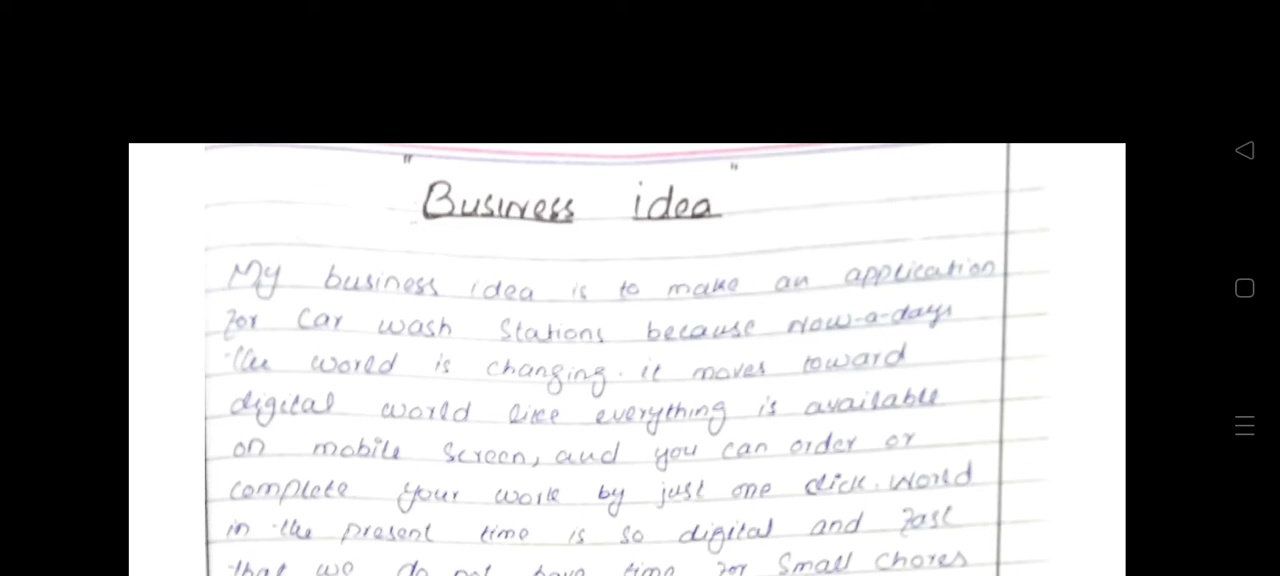 "Business idea"
My business idea is to make an application
for Car wash Stations because Now-a-days
the world is changing. it moves toward
digital world like everything is available
on mobile screen, and you can order or
complete your work by just one click. World
in the present time is so digital and fast
that we do not have time for Small Chores